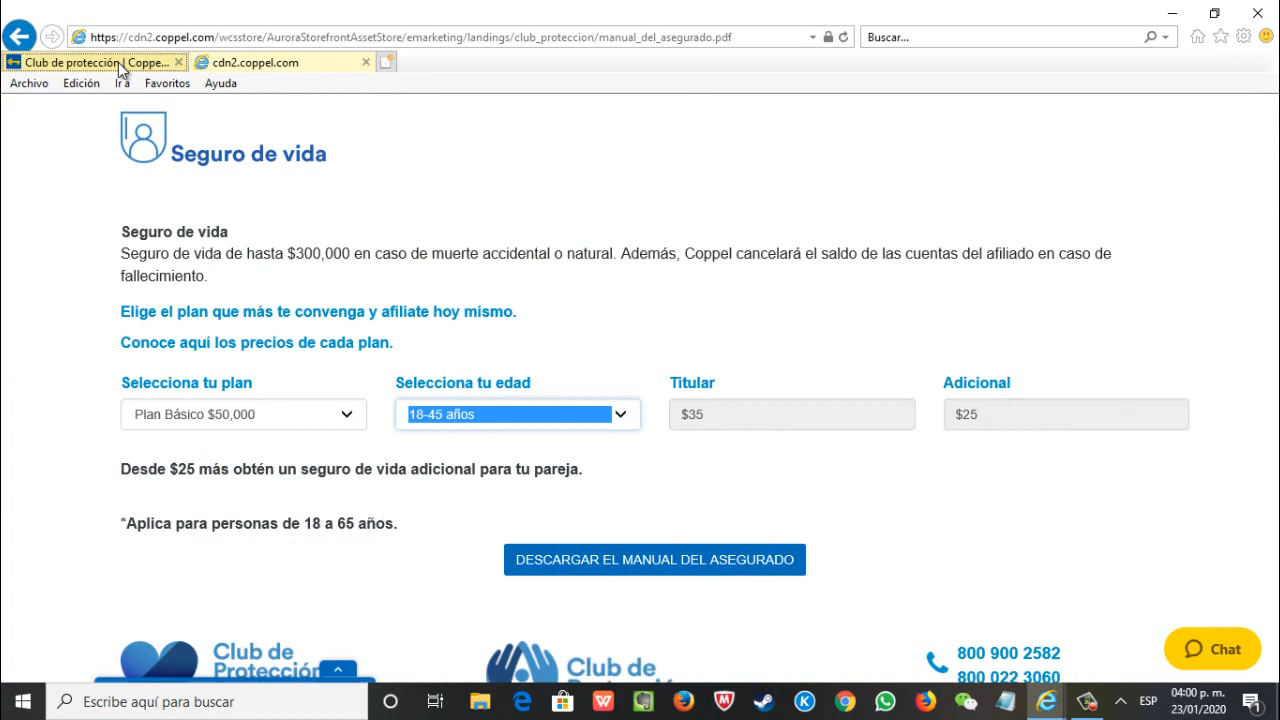 https://cdn2.coppel.com/wcsstore/AuroraStorefrontAssetStore/emarketing/landings/club_proteccion/manual_del_asegurado.pdf
Buscar...
Club de protección | Coppe...
cdn2.coppel.com
Archivo Edición Ir a Favoritos Ayuda
Seguro de vida
Seguro de vida
Seguro de vida de hasta $300,000 en caso de muerte accidental o natural. Además, Coppel cancelará el saldo de las cuentas del afiliado en caso de
fallecimiento.
Elige el plan que más te convenga y afíliate hoy mismo.
Conoce aquí los precios de cada plan.
Selecciona tu plan Selecciona tu edad Titular Adicional
Plan Básico $50,000 18-45 años $35 $25
Desde $25 más obtén un seguro de vida adicional para tu pareja.
*Aplica para personas de 18 a 65 años.
DESCARGAR EL MANUAL DEL ASEGURADO
Club de
Protección
Club de
800 900 2582
800 022 3060
Chat
Escribe aquí para buscar
ESP
04:00 p. m.
23/01/2020
1